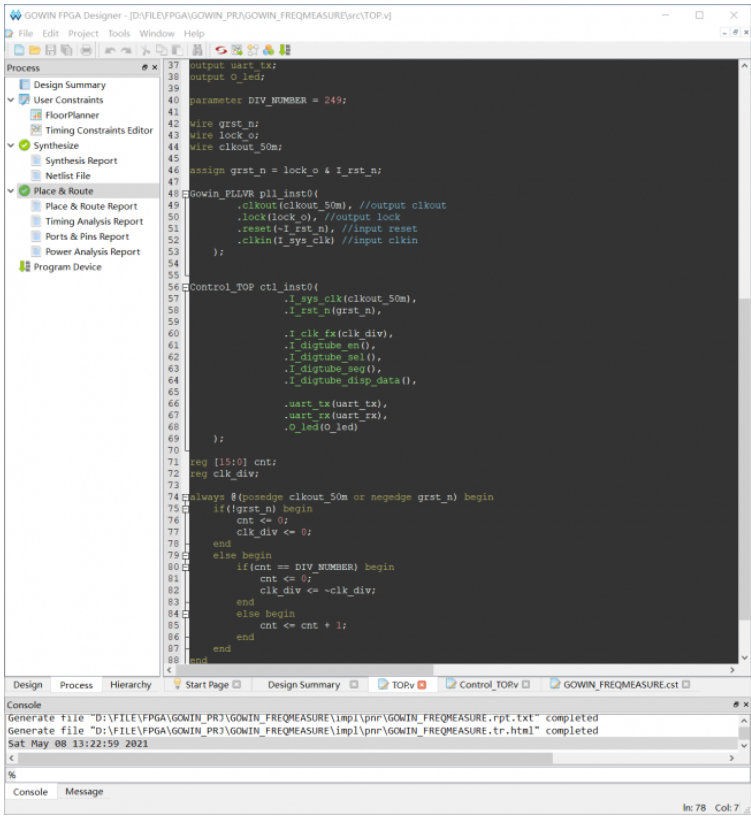 GOWIN FPGA Designer - [D:\FILE\FPGA\GOWIN_PRJ\GOWIN_FREQMEASURE\src\TOP.v]
File Edit Project Tools Window Help
Process
Design Summary
User Constraints
FloorPlanner
Timing Constraints Editor
Synthesize
Synthesis Report
Netlist File
Place & Route
Place & Route Report
Timing Analysis Report
Ports & Pins Report
Power Analysis Report
Program Device
37 output uart_tx;
38 output O_led;
39
40 parameter DIV_NUMBER = 249;
41
42 wire grst_n;
43 wire lock_o;
44 wire clkout_50m;
45
46 assign grst_n = lock_o & I_rst_n;
47
48 Gowin_PLLVR pll_inst0(
49 .clkout(clkout_50m), //output clkout
50 .lock(lock_o), //output lock
51 .reset(~I_rst_n), //input reset
52 .clkin(I_sys_clk) //input clkin
53 );
54
55
56 Control_TOP ctl_inst0(
57 .I_sys_clk(clkout_50m),
58 .I_rst_n(grst_n),
59
60 .I_clk_fx(clk_div),
61 .I_digtube_en(),
62 .I_digtube_sel(),
63 .I_digtube_seg(),
64 .I_digtube_disp_data(),
65
66 .uart_tx(uart_tx),
67 .uart_rx(uart_rx),
68 .O_led(O_led)
69 );
70
71 reg [15:0] cnt;
72 reg clk_div;
73
74 always @(posedge clkout_50m or negedge grst_n) begin
75 if(!grst_n) begin
76 cnt <= 0;
77 clk_div <= 0;
78 end
79 else begin
80 if(cnt == DIV_NUMBER) begin
81 cnt <= 0;
82 clk_div <= ~clk_div;
83 end
84 else begin
85 cnt <= cnt + 1;
86 end
87 end
88 end
Design Process Hierarchy
Start Page Design Summary TOP.v Control_TOP.v GOWIN_FREQMEASURE.cst
Console
Generate file "D:\FILE\FPGA\GOWIN_PRJ\GOWIN_FREQMEASURE\impl\pnr\GOWIN_FREQMEASURE.rpt.txt" completed
Generate file "D:\FILE\FPGA\GOWIN_PRJ\GOWIN_FREQMEASURE\impl\pnr\GOWIN_FREQMEASURE.tr.html" completed
Sat May 08 13:22:59 2021
%
Console Message
ln: 78 Col: 7